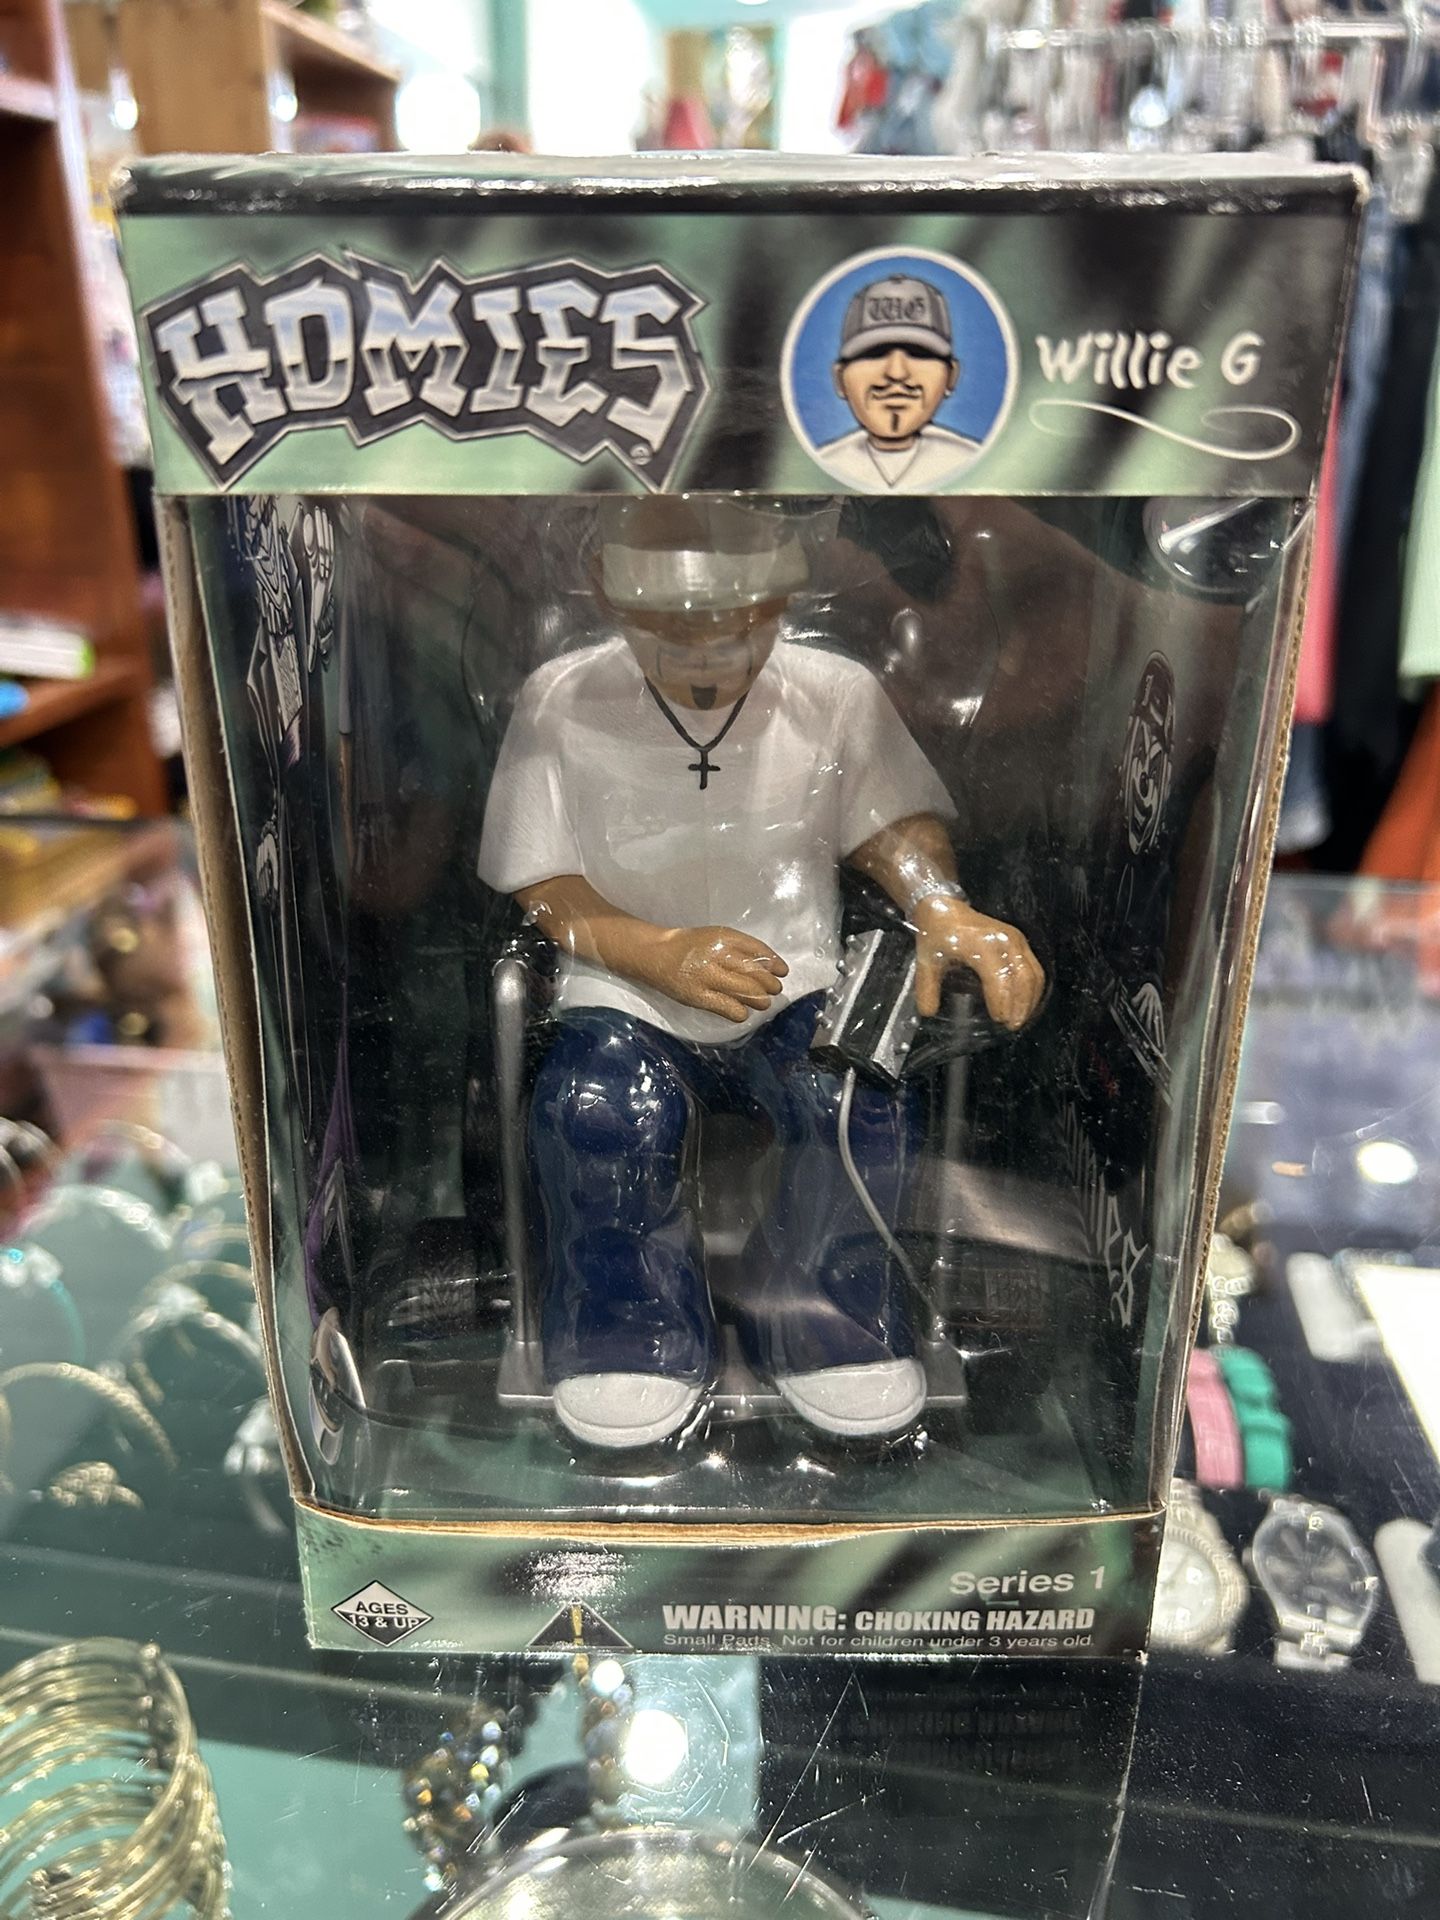 HOMIES
WG
Willie G
Series 1
AGES
13 & UP
WARNING: CHOKING HAZARD
Small Parts. Not for children under 3 years old.